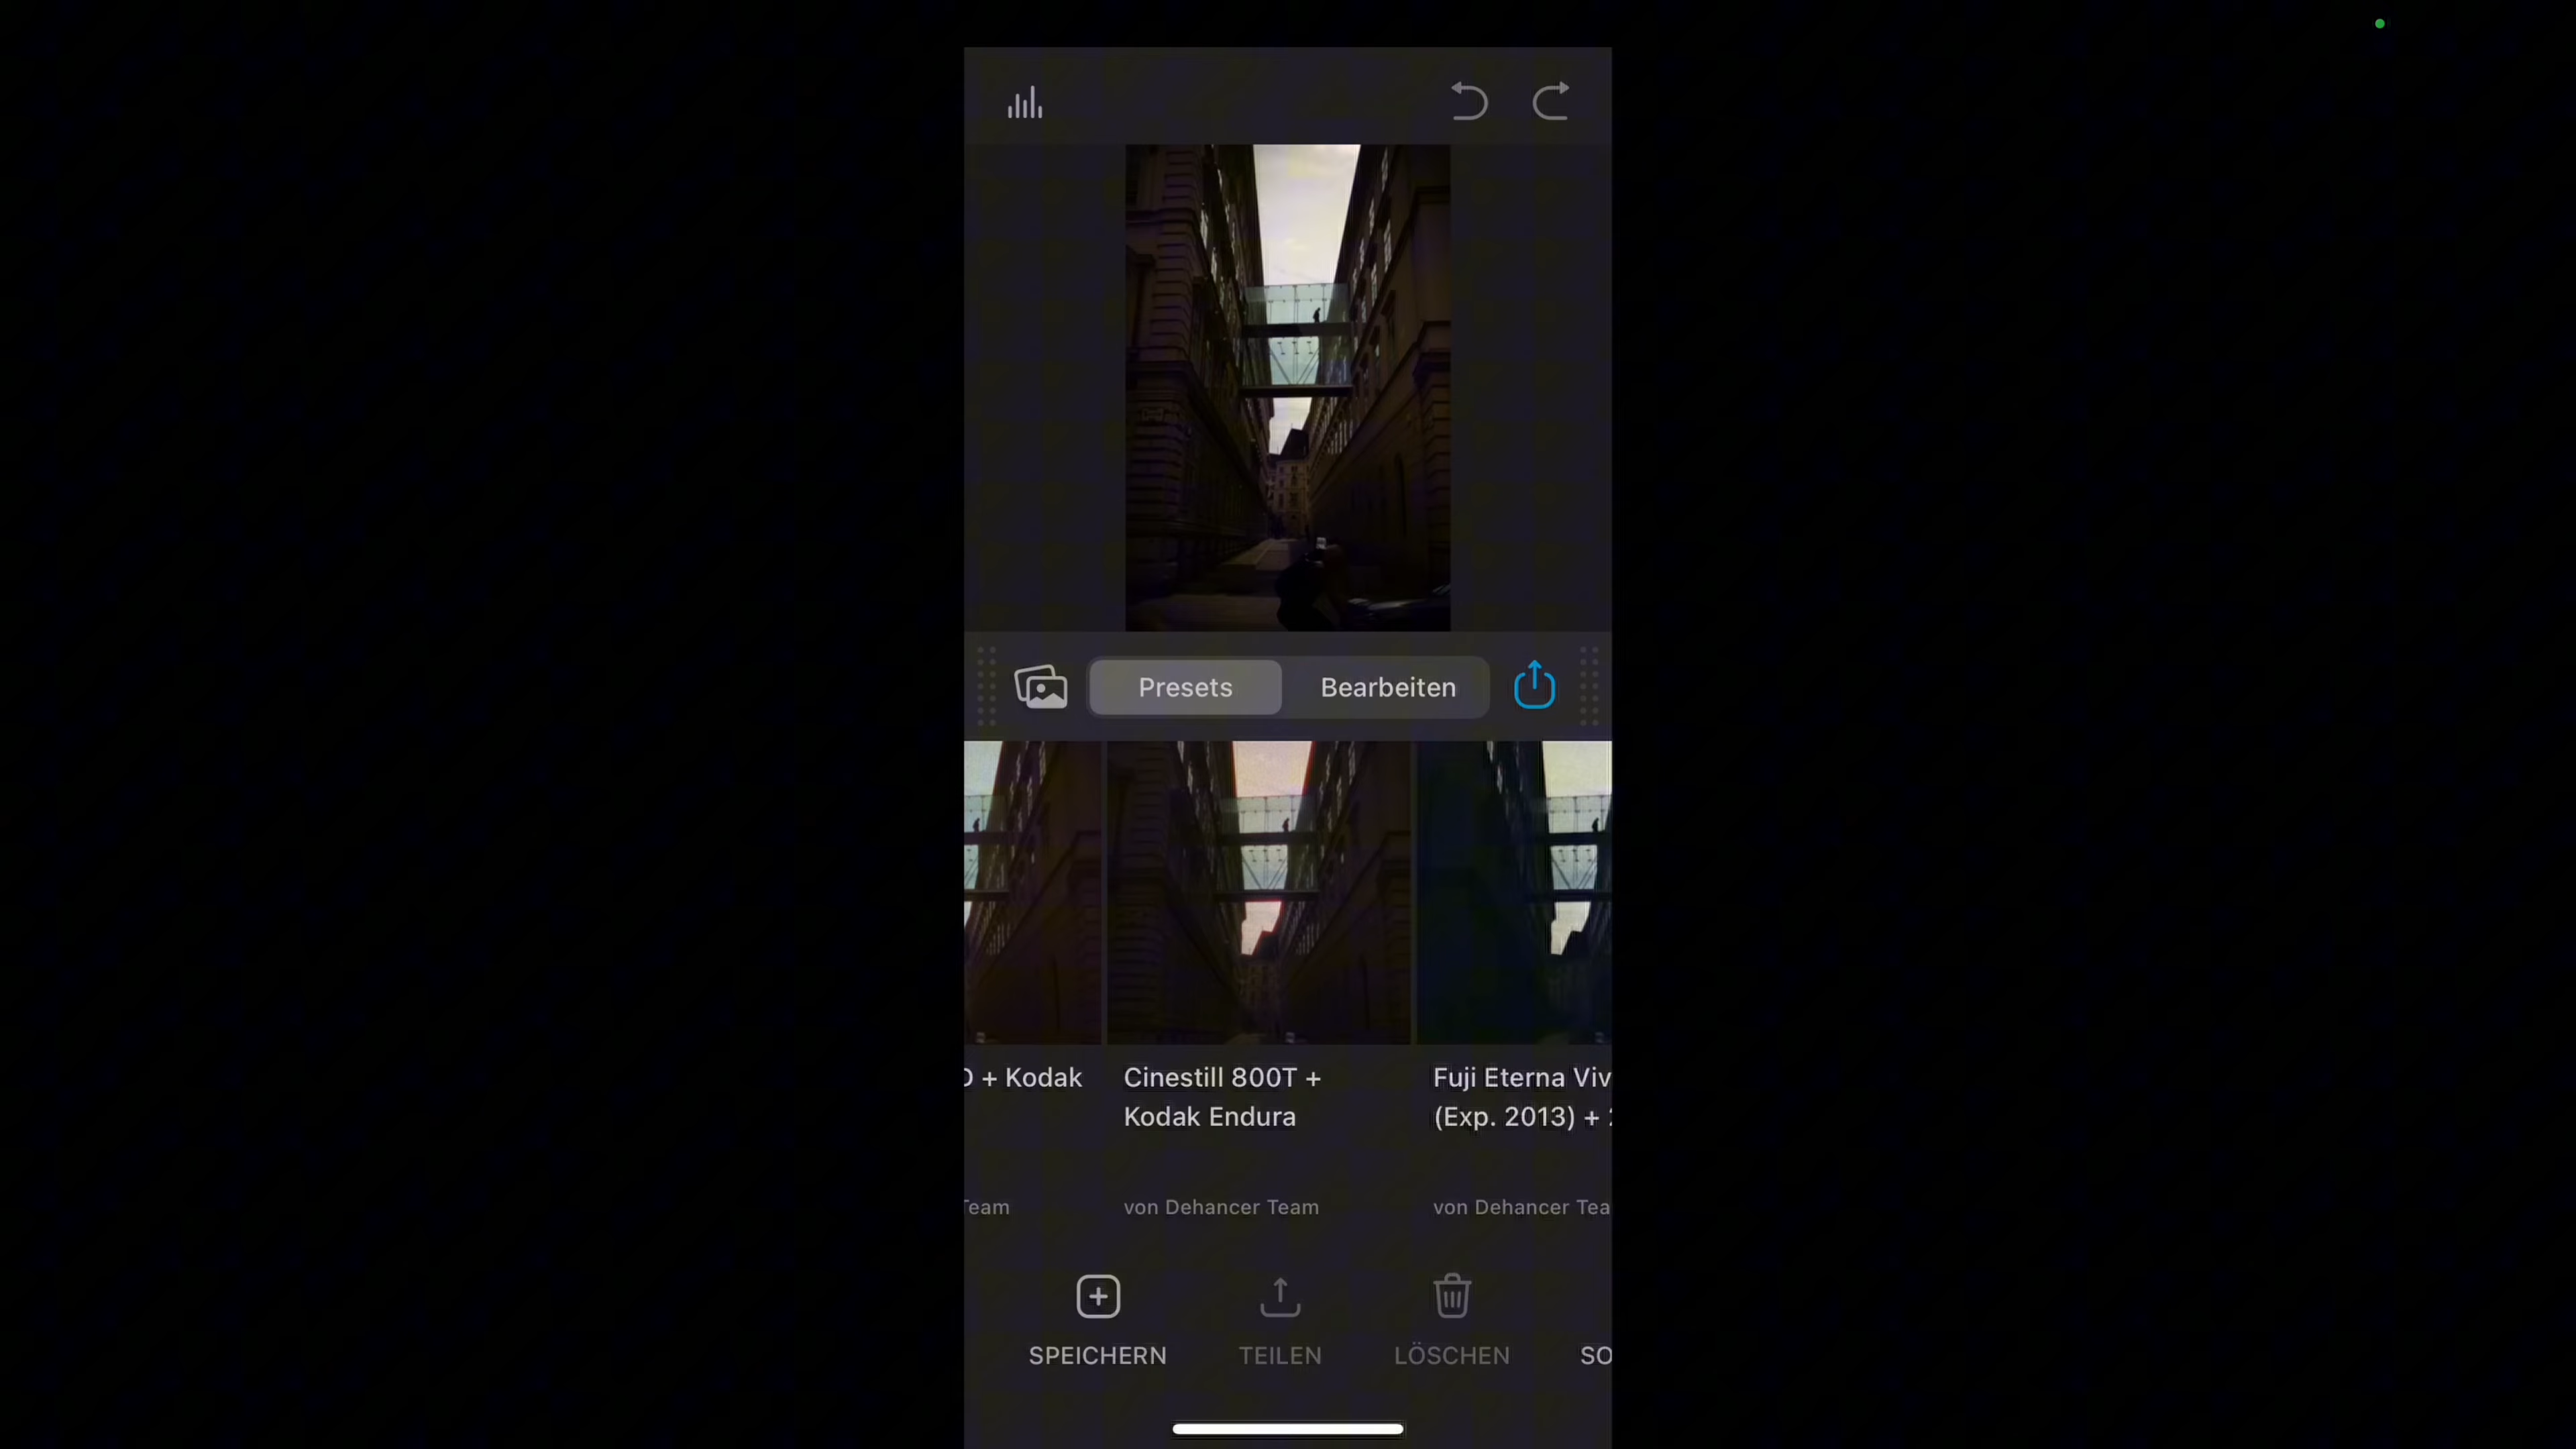 Presets
Bearbeiten
+ Kodak
Cinestill 800T +
Kodak Endura
Fuji Eterna Viv
(Exp. 2013) +
Team
von Dehancer Team
von Dehancer Tea
SPEICHERN
TEILEN
LÖSCHEN
SO